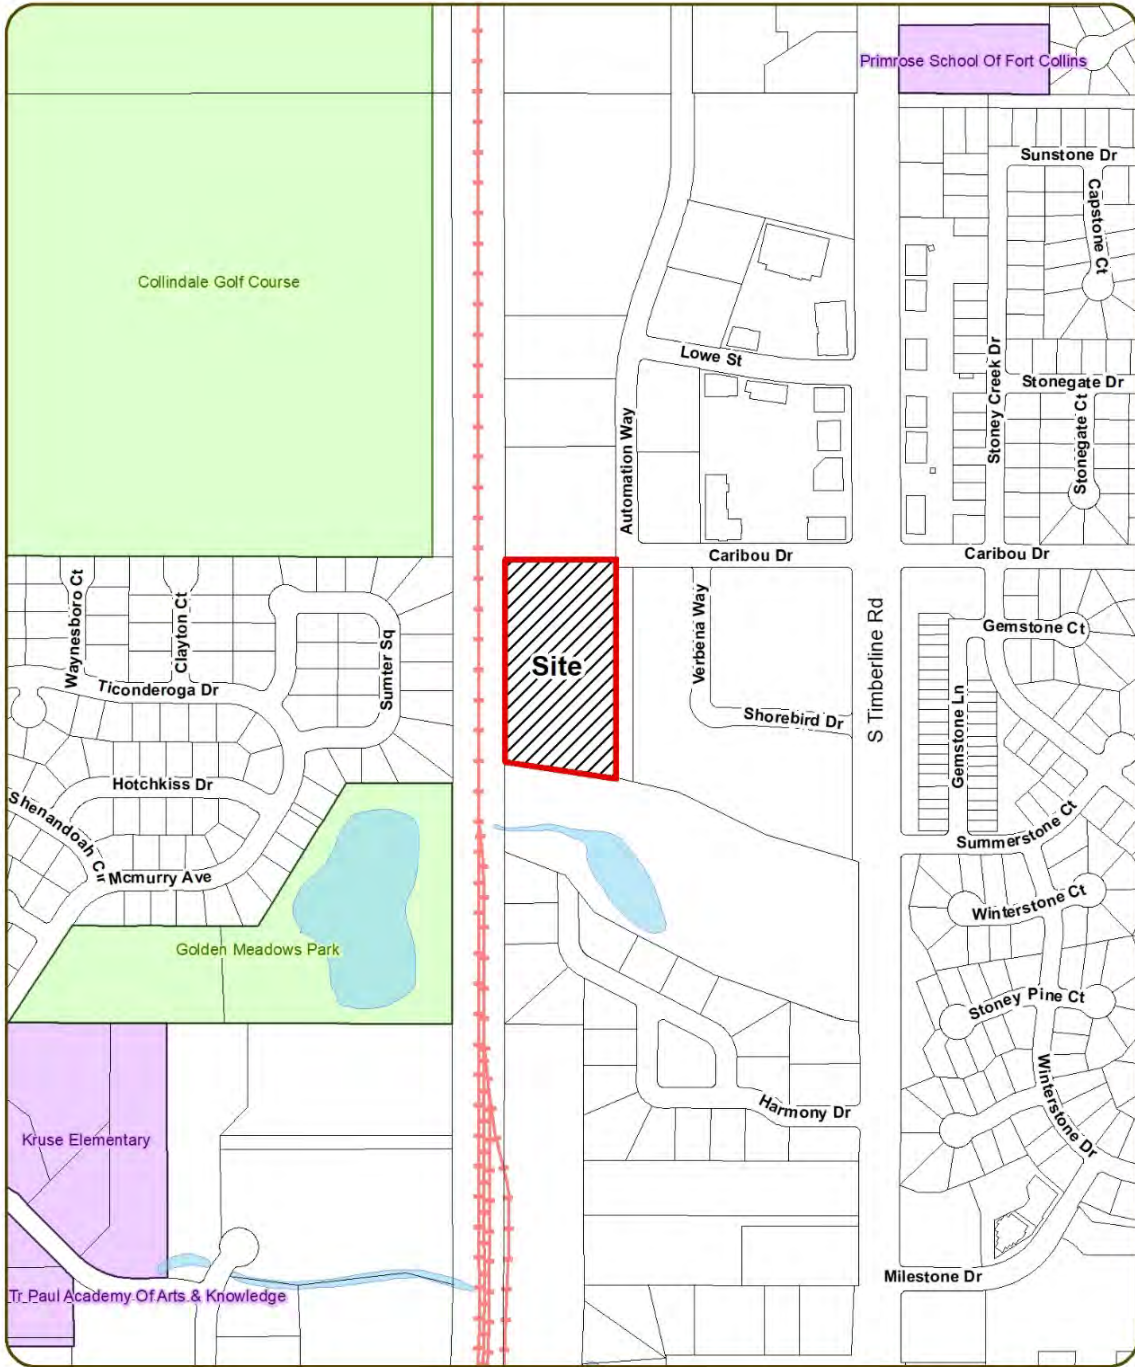 Primrose School Of Fort Collins
Sunstone Dr
Capstone Ct
Collindale Golf Course
Lowe St
Stoney Creek Dr
Stonegate Dr
Stonegate Ct
Automation Way
Caribou Dr
Caribou Dr
Waynesboro Ct
Clayton Ct
Sumter Sq
Verbena Way
S Timberline Rd
Gemstone Ct
Site
Ticonderoga Dr
Shorebird Dr
Gemstone Ln
Hotchkiss Dr
Shenandoah Cir
Summerstone Ct
Mcmurry Ave
Winterstone Ct
Golden Meadows Park
Stoney Pine Ct
Winterstone Dr
Harmony Dr
Kruse Elementary
Milestone Dr
Tr Paul Academy Of Arts & Knowledge